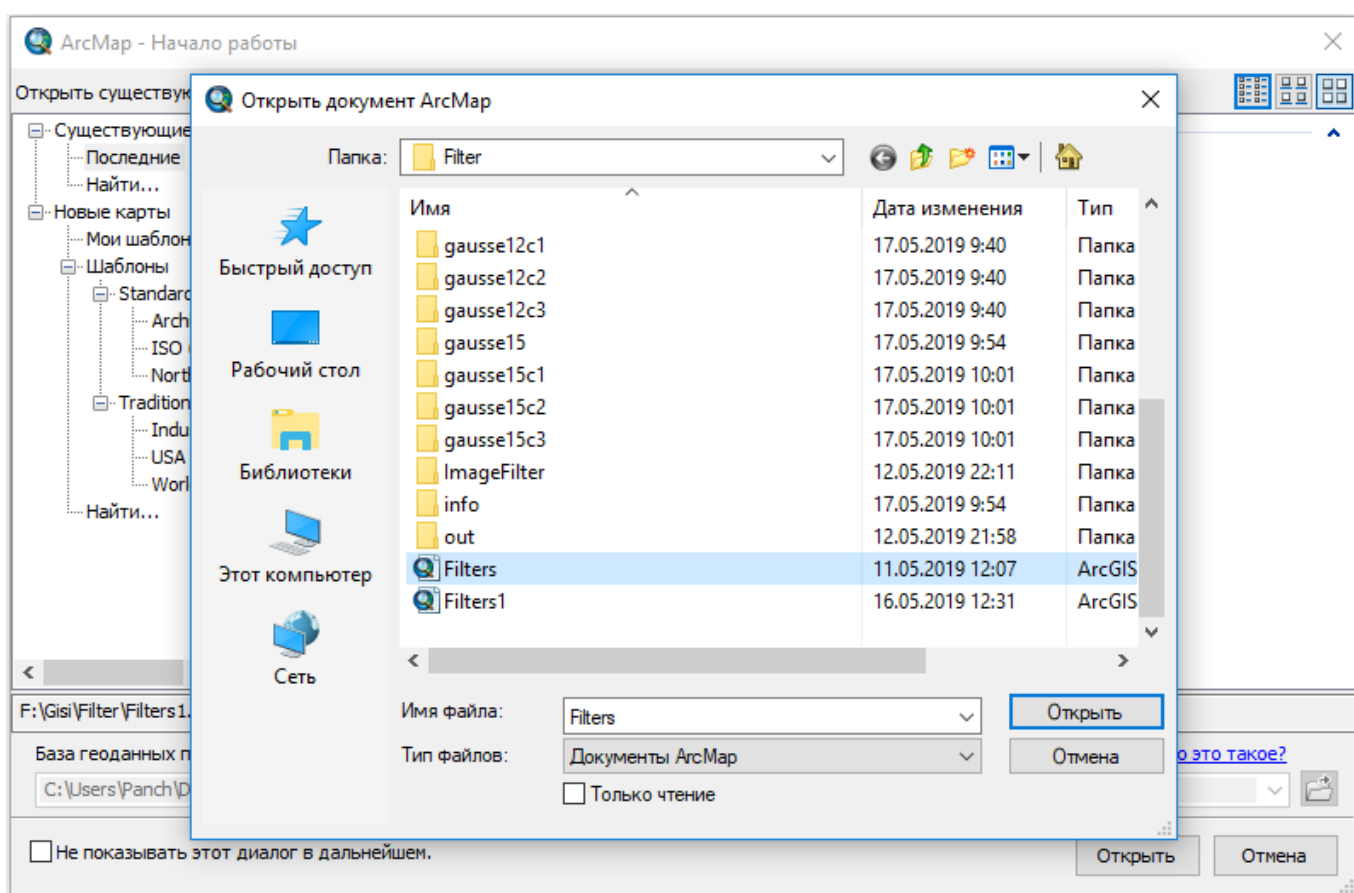 ArcMap - Начало работы
Открыть существую
Существующие
Последние
Найти...
Новые карты
Мои шаблон
Шаблоны
Standard
Arch
ISO
North
Tradition
Indu
USA
Worl
Найти...
F:\Gisi\Filter\Filters1.
База геоданных п
C:\Users\Panch\D
о это такое?
Не показывать этот диалог в дальнейшем.
Открыть
Отмена
Открыть документ ArcMap
Папка: Filter
Быстрый доступ
Рабочий стол
Библиотеки
Этот компьютер
Сеть
Имя Дата изменения Тип
gausse12c1 17.05.2019 9:40 Папка
gausse12c2 17.05.2019 9:40 Папка
gausse12c3 17.05.2019 9:40 Папка
gausse15 17.05.2019 9:54 Папка
gausse15c1 17.05.2019 10:01 Папка
gausse15c2 17.05.2019 10:01 Папка
gausse15c3 17.05.2019 10:01 Папка
ImageFilter 12.05.2019 22:11 Папка
info 17.05.2019 9:54 Папка
out 12.05.2019 21:58 Папка
Filters 11.05.2019 12:07 ArcGIS
Filters1 16.05.2019 12:31 ArcGIS
Имя файла: Filters Открыть
Тип файлов: Документы ArcMap Отмена
Только чтение